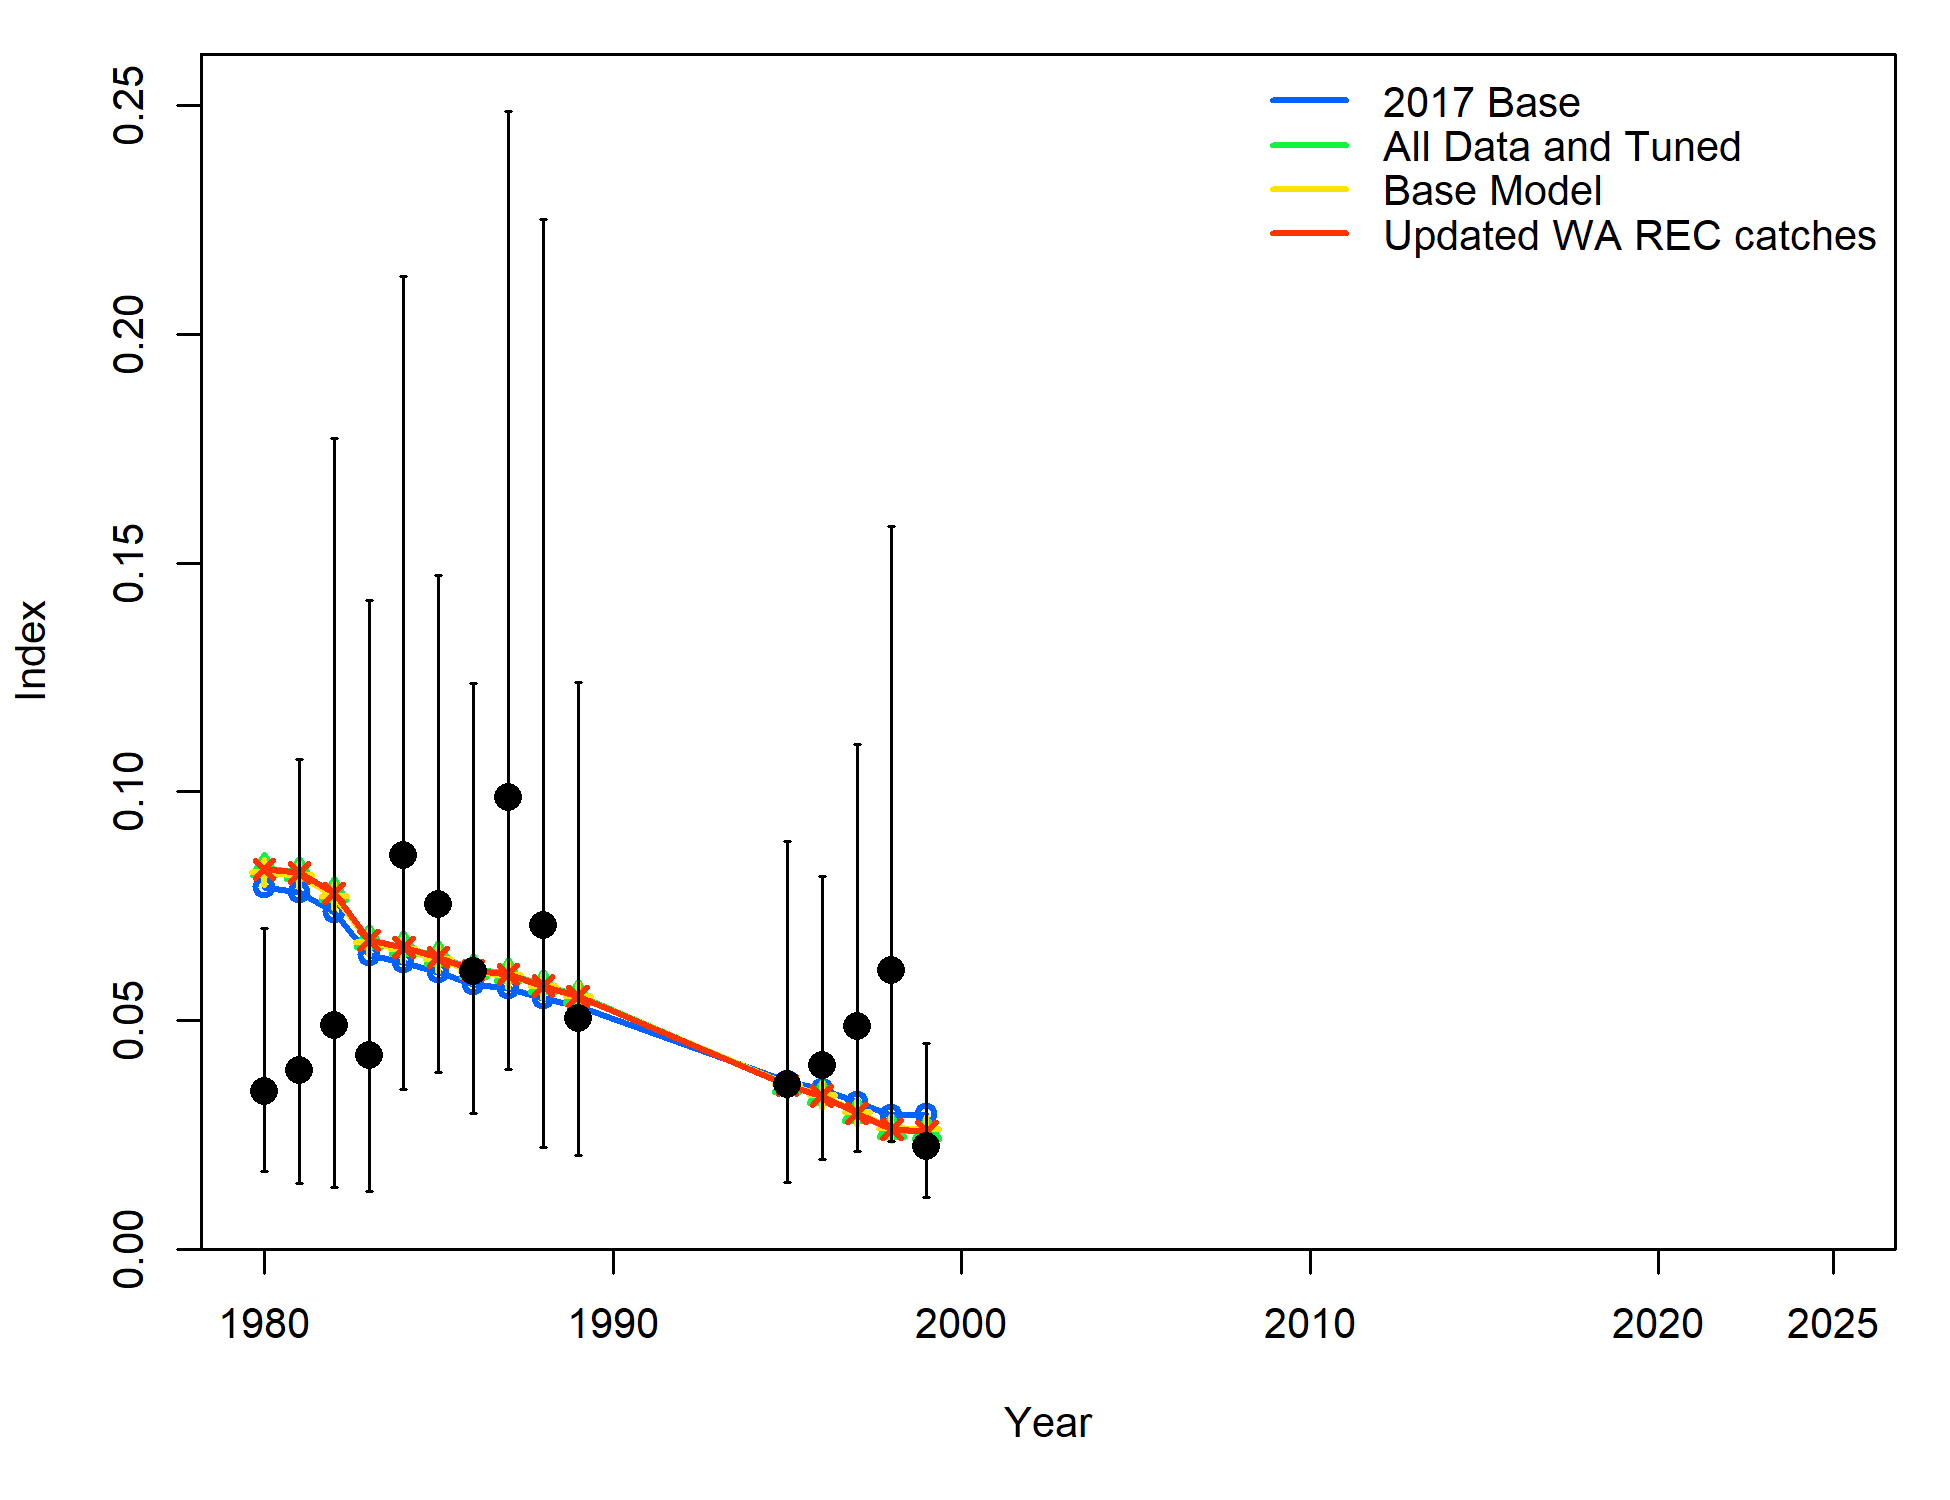 2017 Base
All Data and Tuned
Base Model
Updated WA REC catches
0.25
0.20
0.15
0.10
0.05
0.00
Index
1980 1990 2000 2010 2020 2025
Year